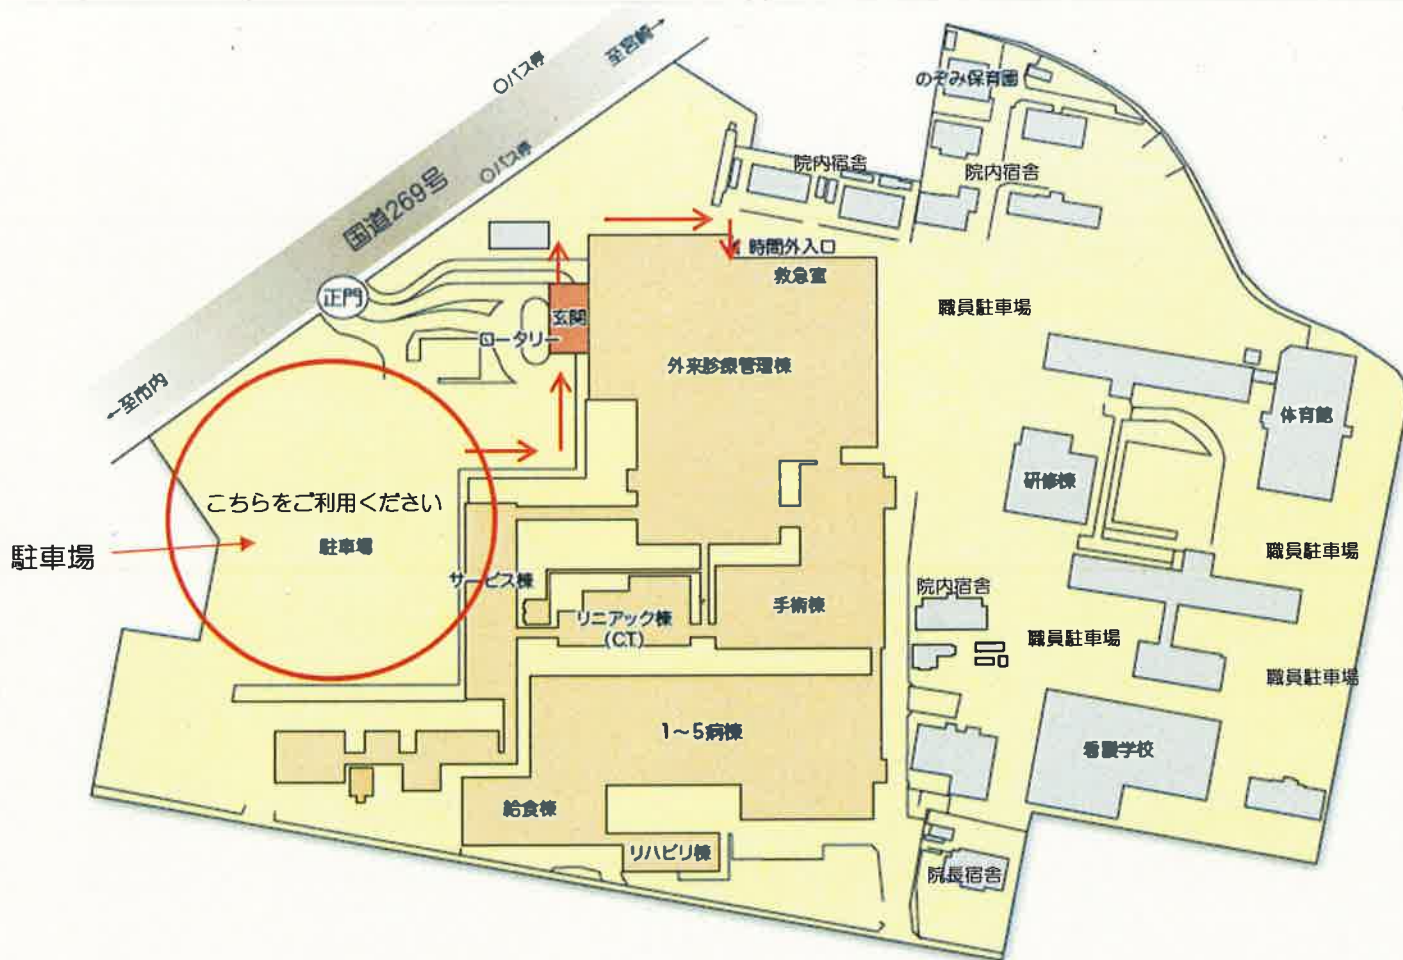 至宮崎→
○バス停
○バス停
国道269号
正門
←至市内
のぞみ保育園
院内宿舎
院内宿舎
時間外入口
救急室
玄関
ロータリー
外来診療管理棟
職員駐車場
体育館
研修棟
こちらをご利用ください
駐車場
駐車場
職員駐車場
サービス棟
リニアック棟
(CT)
手術棟
院内宿舎
職員駐車場
職員駐車場
1~5病棟
看護学校
給食棟
リハビリ棟
院長宿舎